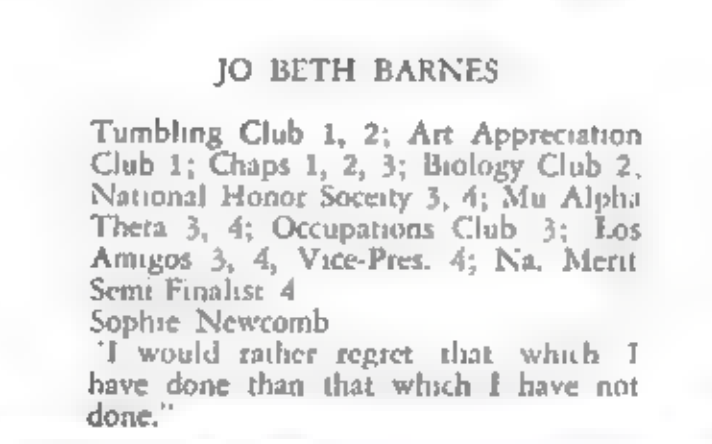 JO BETH BARNES
Tumbling Club 1, 2; Art Appreciation
Club 1; Chaps 1, 2, 3; Biology Club 2,
National Honor Soceity 3, 4; Mu Alpha
Theta 3, 4; Occupations Club 3; Los
Amigos 3, 4, Vice-Pres. 4; Na. Merit
Semi Finalist 4
Sophie Newcomb
"I would rather regret that which I
have done than that which I have not
done."